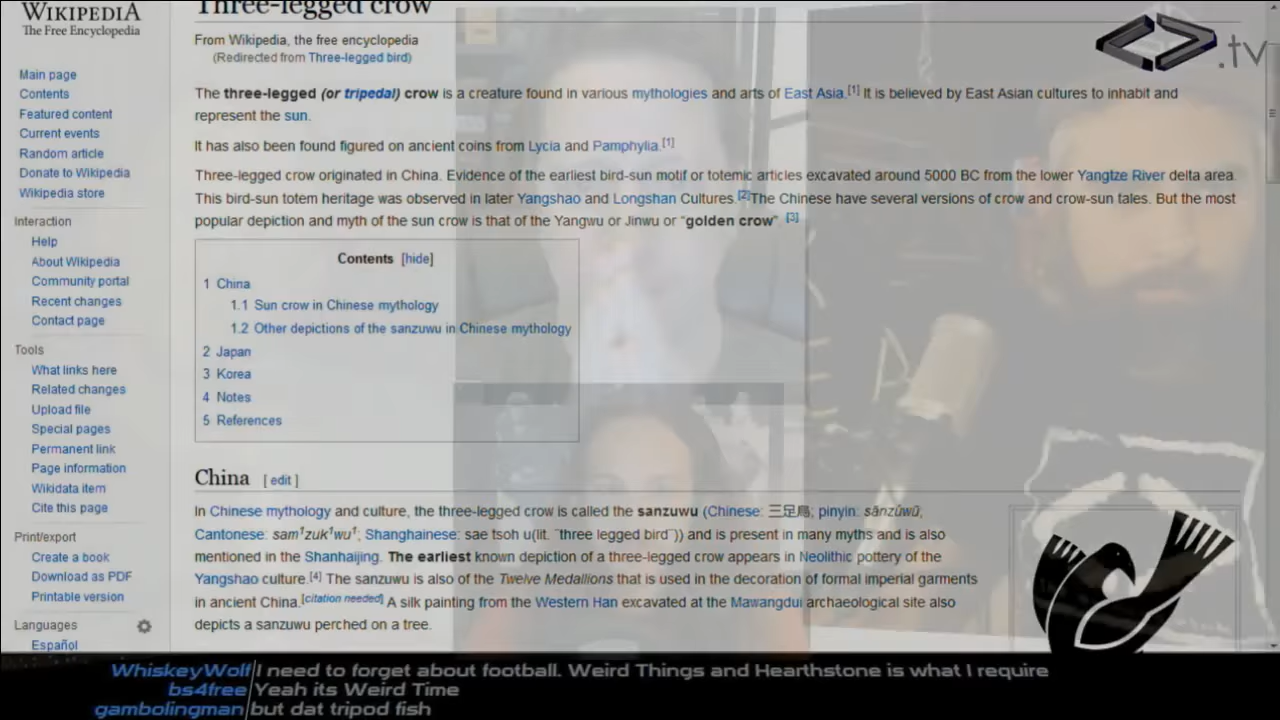 WIKIPEDIA
The Free Encyclopedia
Main page
Contents
Featured content
Current events
Random article
Donate to Wikipedia
Wikipedia store
Interaction
Help
About Wikipedia
Community portal
Recent changes
Contact page
Tools
What links here
Related changes
Upload file
Special pages
Permanent link
Page information
Wikidata item
Cite this page
Print/export
Create a book
Download as PDF
Printable version
Languages
Español
Three-legged crow
From Wikipedia, the free encyclopedia
(Redirected from Three-legged bird)
The three-legged (or tripedal) crow is a creature found in various mythologies and arts of East Asia.[1] It is believed by East Asian cultures to inhabit and
represent the sun.
It has also been found figured on ancient coins from Lycia and Pamphylia.[1]
Three-legged crow originated in China. Evidence of the earliest bird-sun motif or totemic articles excavated around 5000 BC from the lower Yangtze River delta area.
This bird-sun totem heritage was observed in later Yangshao and Longshan Cultures.[2]The Chinese have several versions of crow and crow-sun tales. But the most
popular depiction and myth of the sun crow is that of the Yangwu or Jinwu or "golden crow". [3]
Contents [hide]
1 China
1.1 Sun crow in Chinese mythology
1.2 Other depictions of the sanzuwu in Chinese mythology
2 Japan
3 Korea
4 Notes
5 References
China [ edit ]
In Chinese mythology and culture, the three-legged crow is called the sanzuwu (Chinese: 三足烏; pinyin: sānzúwū;
Cantonese: sam¹zuk¹wu¹; Shanghainese: sae tsoh u(lit. "three legged bird")) and is present in many myths and is also
mentioned in the Shanhaijing. The earliest known depiction of a three-legged crow appears in Neolithic pottery of the
Yangshao culture.[4] The sanzuwu is also of the Twelve Medallions that is used in the decoration of formal imperial garments
in ancient China.[citation needed] A silk painting from the Western Han excavated at the Mawangdui archaeological site also
depicts a sanzuwu perched on a tree.
.tv
WhiskeyWolf I need to forget about football. Weird Things and Hearthstone is what I require
bs4free Yeah its Weird Time
gambolingman but dat tripod fish